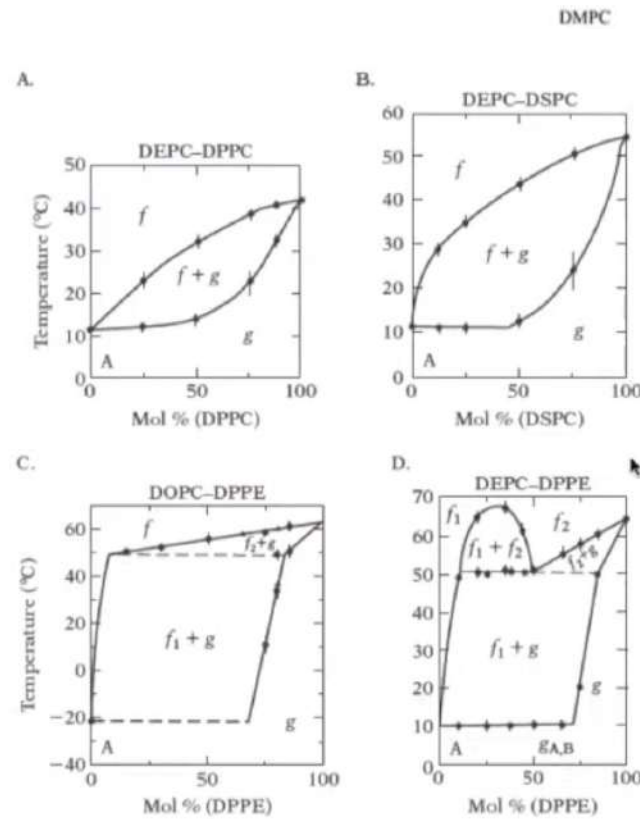 DMPC
A.
DEPC–DPPC
Temperature (°C)
50
40
30
20
10
0
f
f + g
g
A
0
50
100
Mol % (DPPC)
B.
DEPC–DSPC
60
50
40
30
20
10
0
f
f + g
g
A
0
50
100
Mol % (DSPC)
C.
DOPC–DPPE
Temperature (°C)
60
40
20
0
−20
−40
f
f₂+g
f₁ + g
g
A
0
50
100
Mol % (DPPE)
D.
DEPC–DPPE
70
60
50
40
30
20
10
0
f₁
f₁ + f₂
f₂
f₂+g
f₁ + g
g
A
g A,B
0
50
100
Mol % (DPPE)